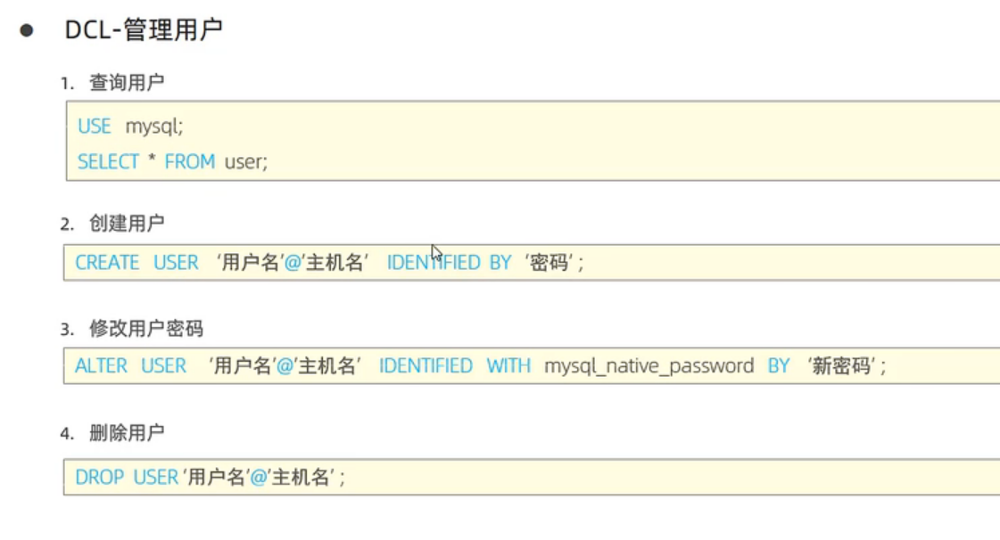 ● DCL-管理用户
1. 查询用户
USE mysql;
SELECT * FROM user;
2. 创建用户
CREATE USER ‘用户名’@’主机名’ IDENTIFIED BY ‘密码’ ;
3. 修改用户密码
ALTER USER ‘用户名’@’主机名’ IDENTIFIED WITH mysql_native_password BY ‘新密码’ ;
4. 删除用户
DROP USER ‘用户名’@’主机名’ ;